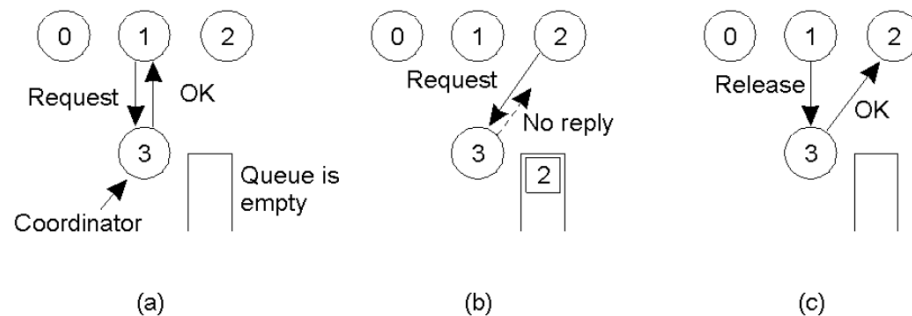 0 1 2
Request OK
3
Queue is
empty
Coordinator
(a)
0 1 2
Request
No reply
3
2
(b)
0 1 2
Release
OK
3
(c)